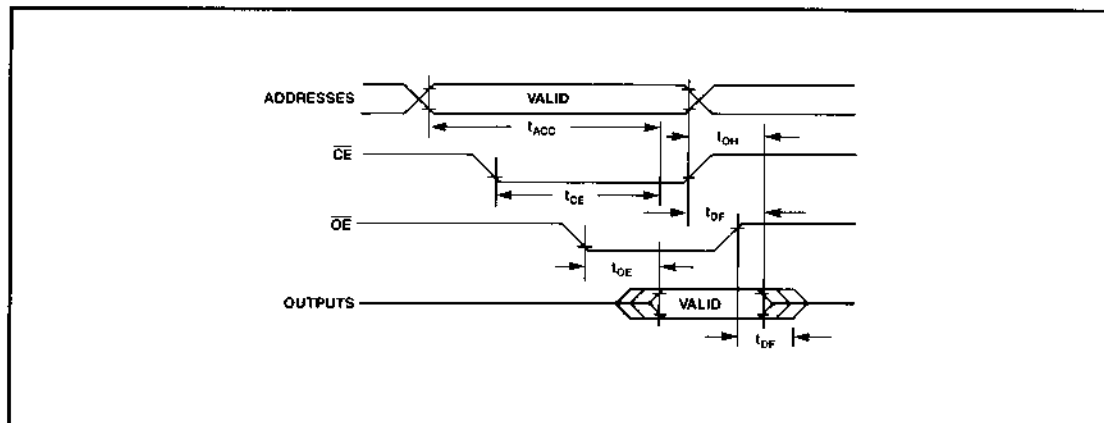 ADDRESSES
VALID
tACC
tOH
CE
tCE
tDF
OE
tOE
OUTPUTS
VALID
tDF